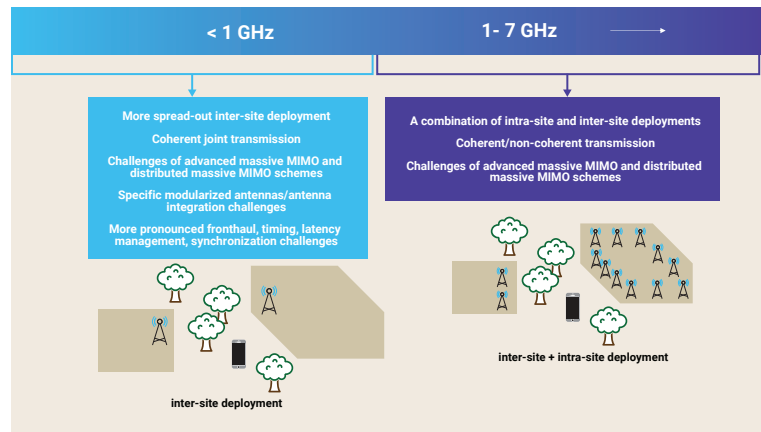 < 1 GHz
1- 7 GHz
More spread-out inter-site deployment
Coherent joint transmission
Challenges of advanced massive MIMO and
distributed massive MIMO schemes
Specific modularized antennas/antenna
integration challenges
More pronounced fronthaul, timing, latency
management, synchronization challenges
A combination of intra-site and inter-site deployments
Coherent/non-coherent transmission
Challenges of advanced massive MIMO and distributed
massive MIMO schemes
inter-site deployment
inter-site + intra-site deployment